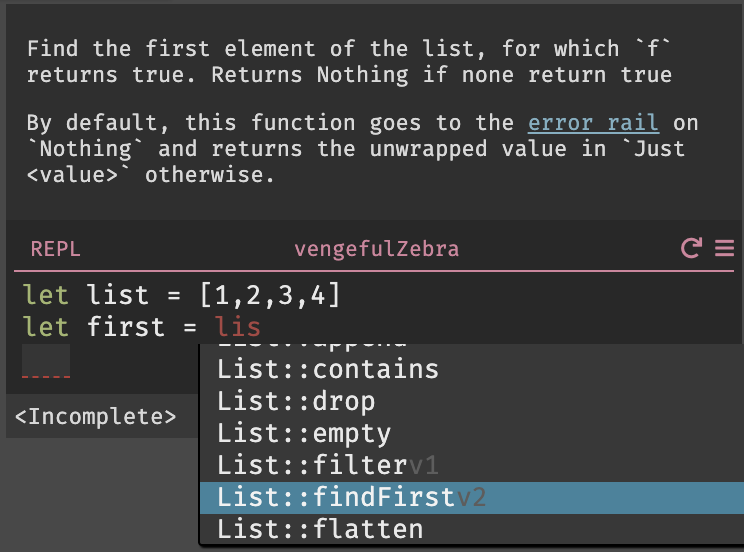 Find the first element of the list, for which `f`
returns true. Returns Nothing if none return true
By default, this function goes to the error rail on
`Nothing` and returns the unwrapped value in `Just
<value>` otherwise.
REPL vengefulZebra
let list = [1,2,3,4]
let first = lis
List::append
List::contains
List::drop
List::empty
<Incomplete>
List::filterv1
List::findFirstv2
List::flatten